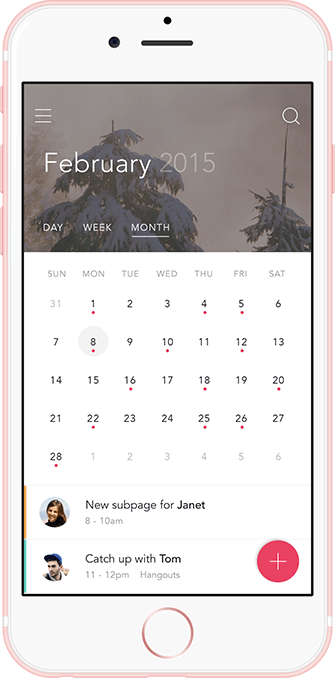 February 2015
DAY WEEK MONTH
SUN MON TUE WED THU FRI SAT
31 1 2 3 4 5 6
7 8 9 10 11 12 13
14 15 16 17 18 19 20
21 22 23 24 25 26 27
28 1 2 3 4 5 6
New subpage for Janet
8 - 10am
Catch up with Tom
11 - 12pm Hangouts